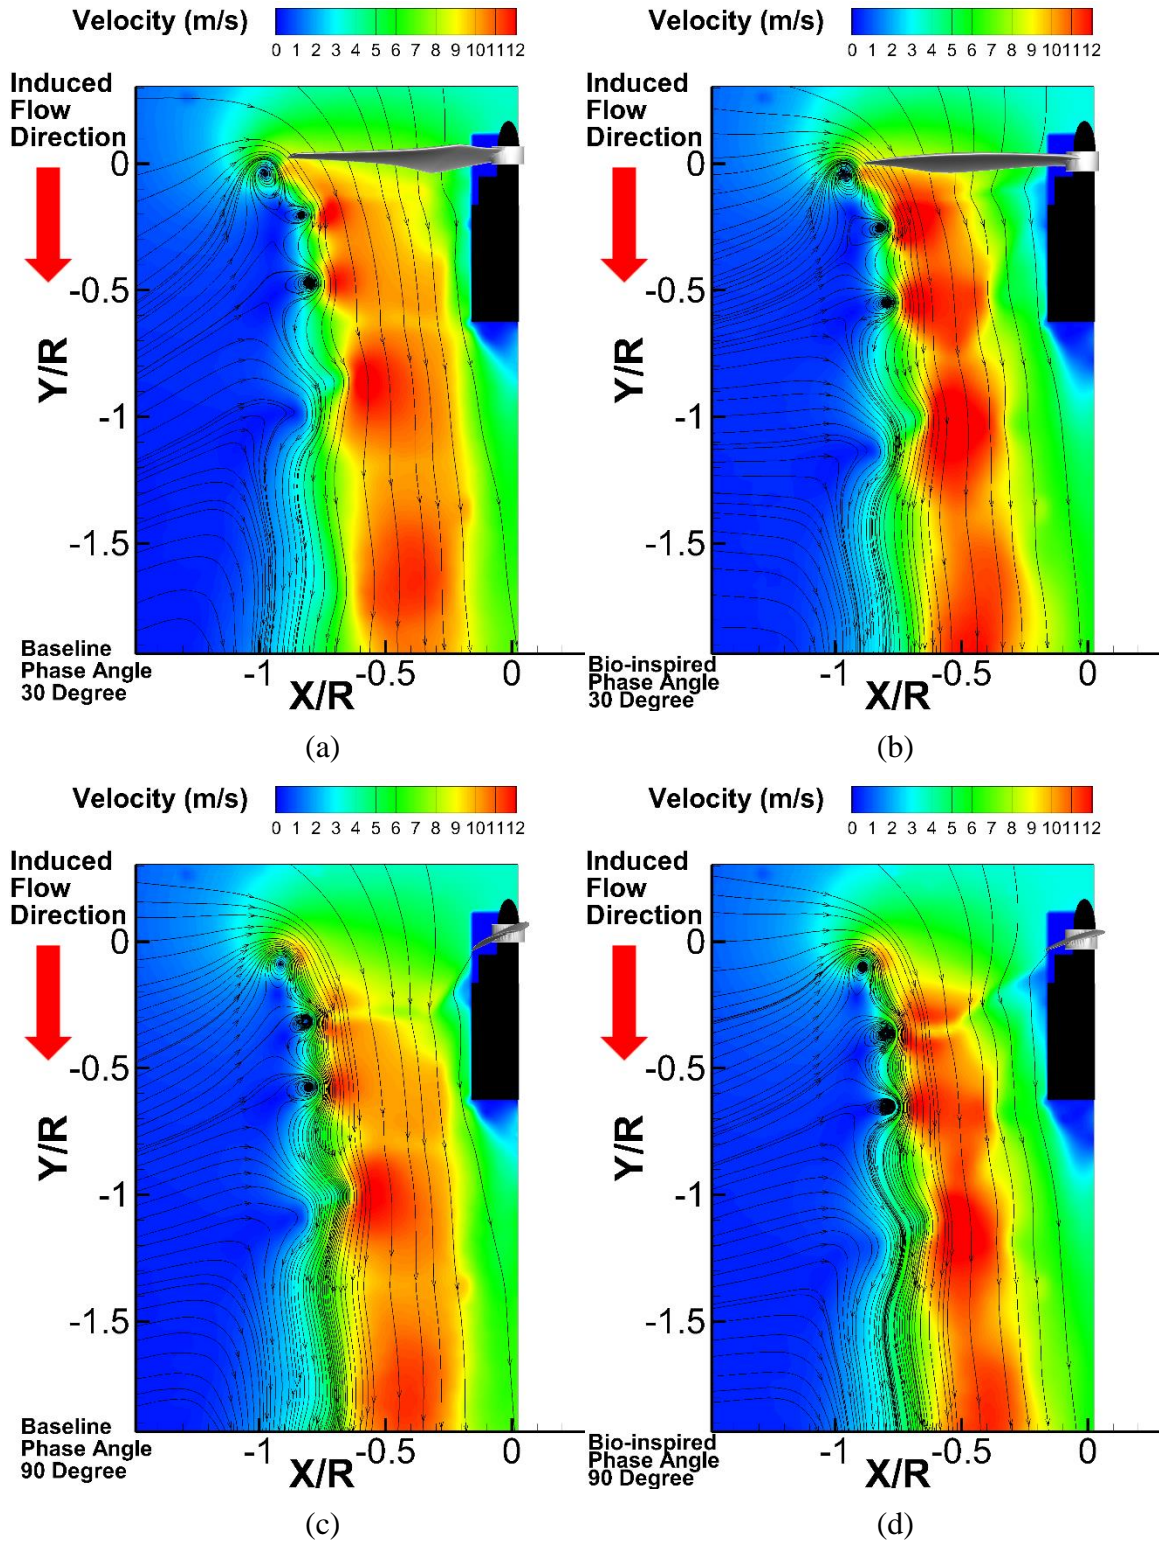 Velocity (m/s)
0 1 2 3 4 5 6 7 8 9 10 11 12
Induced
Flow
Direction
0
-0.5
-1
-1.5
Y/R
Baseline
Phase Angle
30 Degree
-1 -0.5 0
X/R
(a)
Velocity (m/s)
0 1 2 3 4 5 6 7 8 9 10 11 12
Induced
Flow
Direction
0
-0.5
-1
-1.5
Y/R
Bio-inspired
Phase Angle
30 Degree
-1 -0.5 0
X/R
(b)
Velocity (m/s)
0 1 2 3 4 5 6 7 8 9 10 11 12
Induced
Flow
Direction
0
-0.5
-1
-1.5
Y/R
Baseline
Phase Angle
90 Degree
-1 -0.5 0
X/R
(c)
Velocity (m/s)
0 1 2 3 4 5 6 7 8 9 10 11 12
Induced
Flow
Direction
0
-0.5
-1
-1.5
Y/R
Bio-inspired
Phase Angle
90 Degree
-1 -0.5 0
X/R
(d)